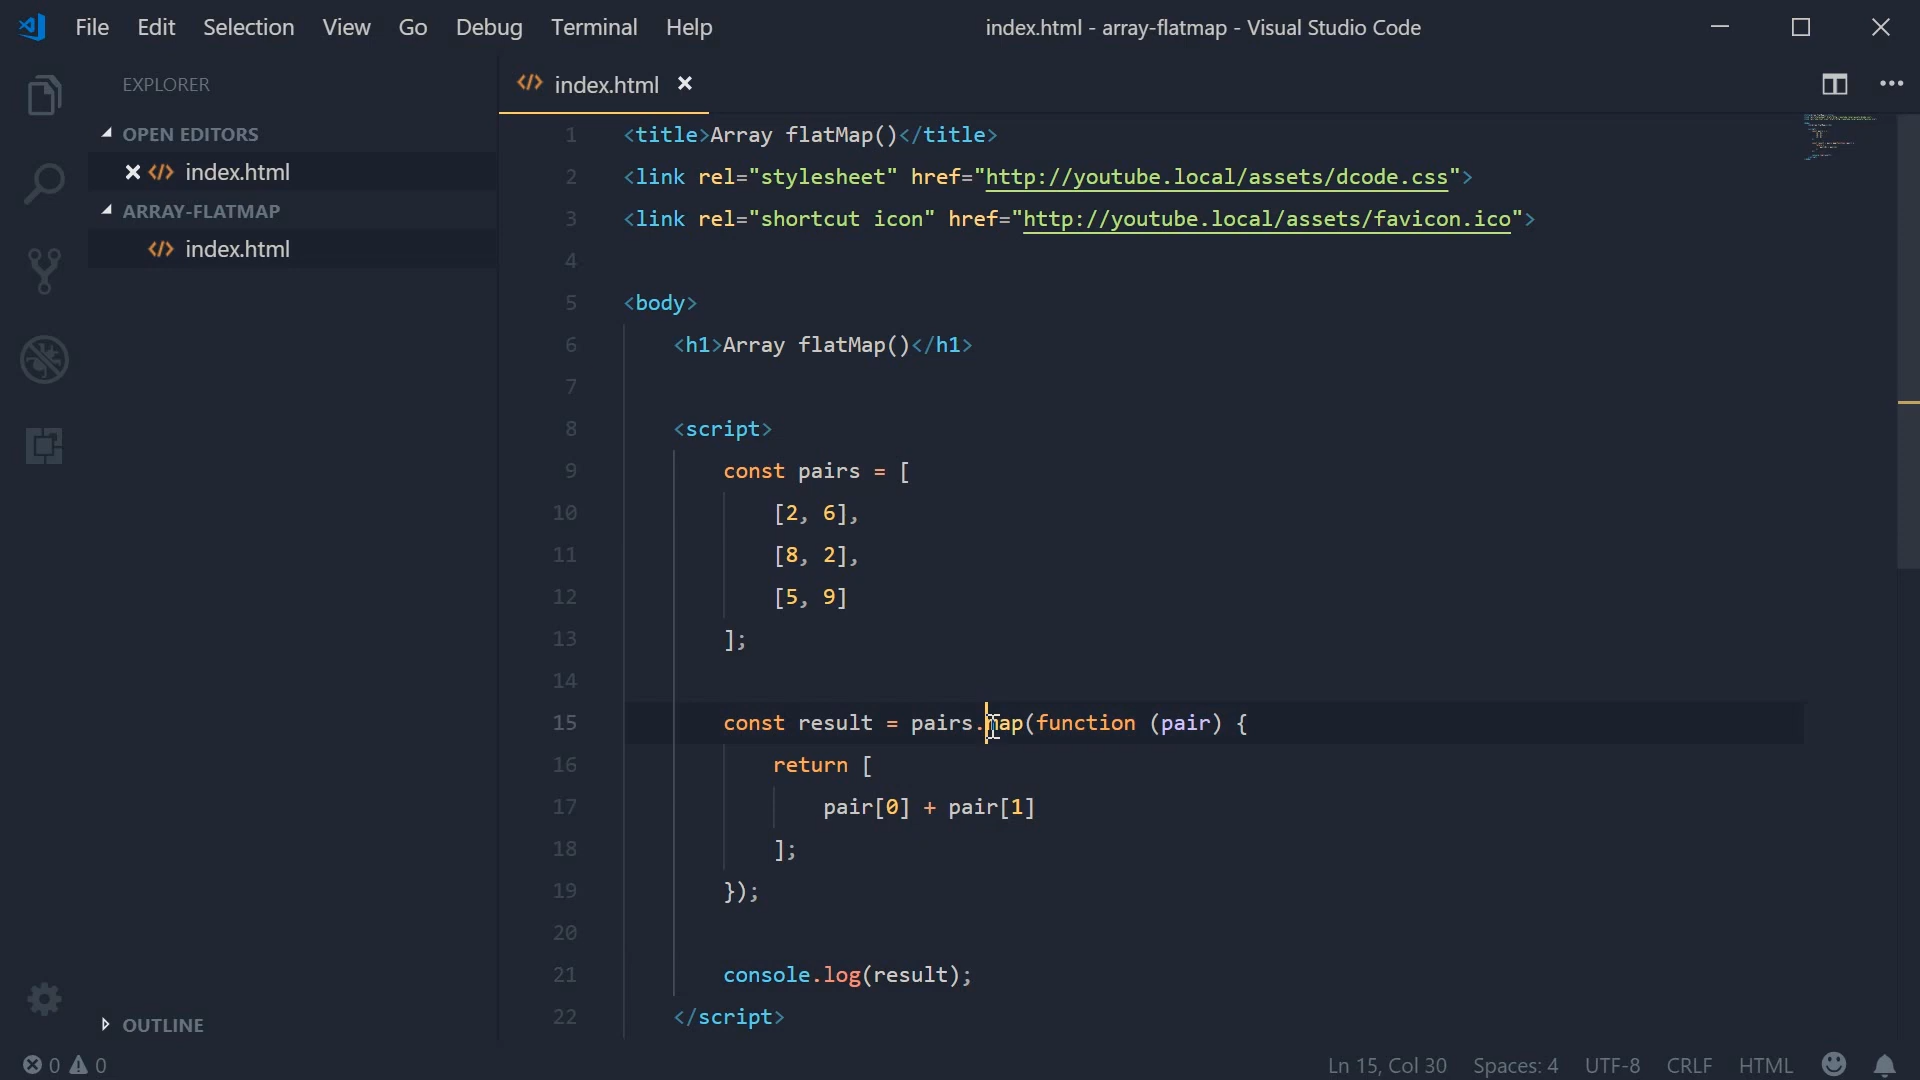 File Edit Selection View Go Debug Terminal Help
index.html - array-flatmap - Visual Studio Code
EXPLORER
OPEN EDITORS
index.html
ARRAY-FLATMAP
index.html
OUTLINE
index.html
1 <title>Array flatMap()</title>
2 <link rel="stylesheet" href="http://youtube.local/assets/dcode.css">
3 <link rel="shortcut icon" href="http://youtube.local/assets/favicon.ico">
4
5 <body>
6 <h1>Array flatMap()</h1>
7
8 <script>
9 const pairs = [
10 [2, 6],
11 [8, 2],
12 [5, 9]
13 ];
14
15 const result = pairs.map(function (pair) {
16 return [
17 pair[0] + pair[1]
18 ];
19 });
20
21 console.log(result);
22 </script>
0 0
Ln 15, Col 30 Spaces: 4 UTF-8 CRLF HTML